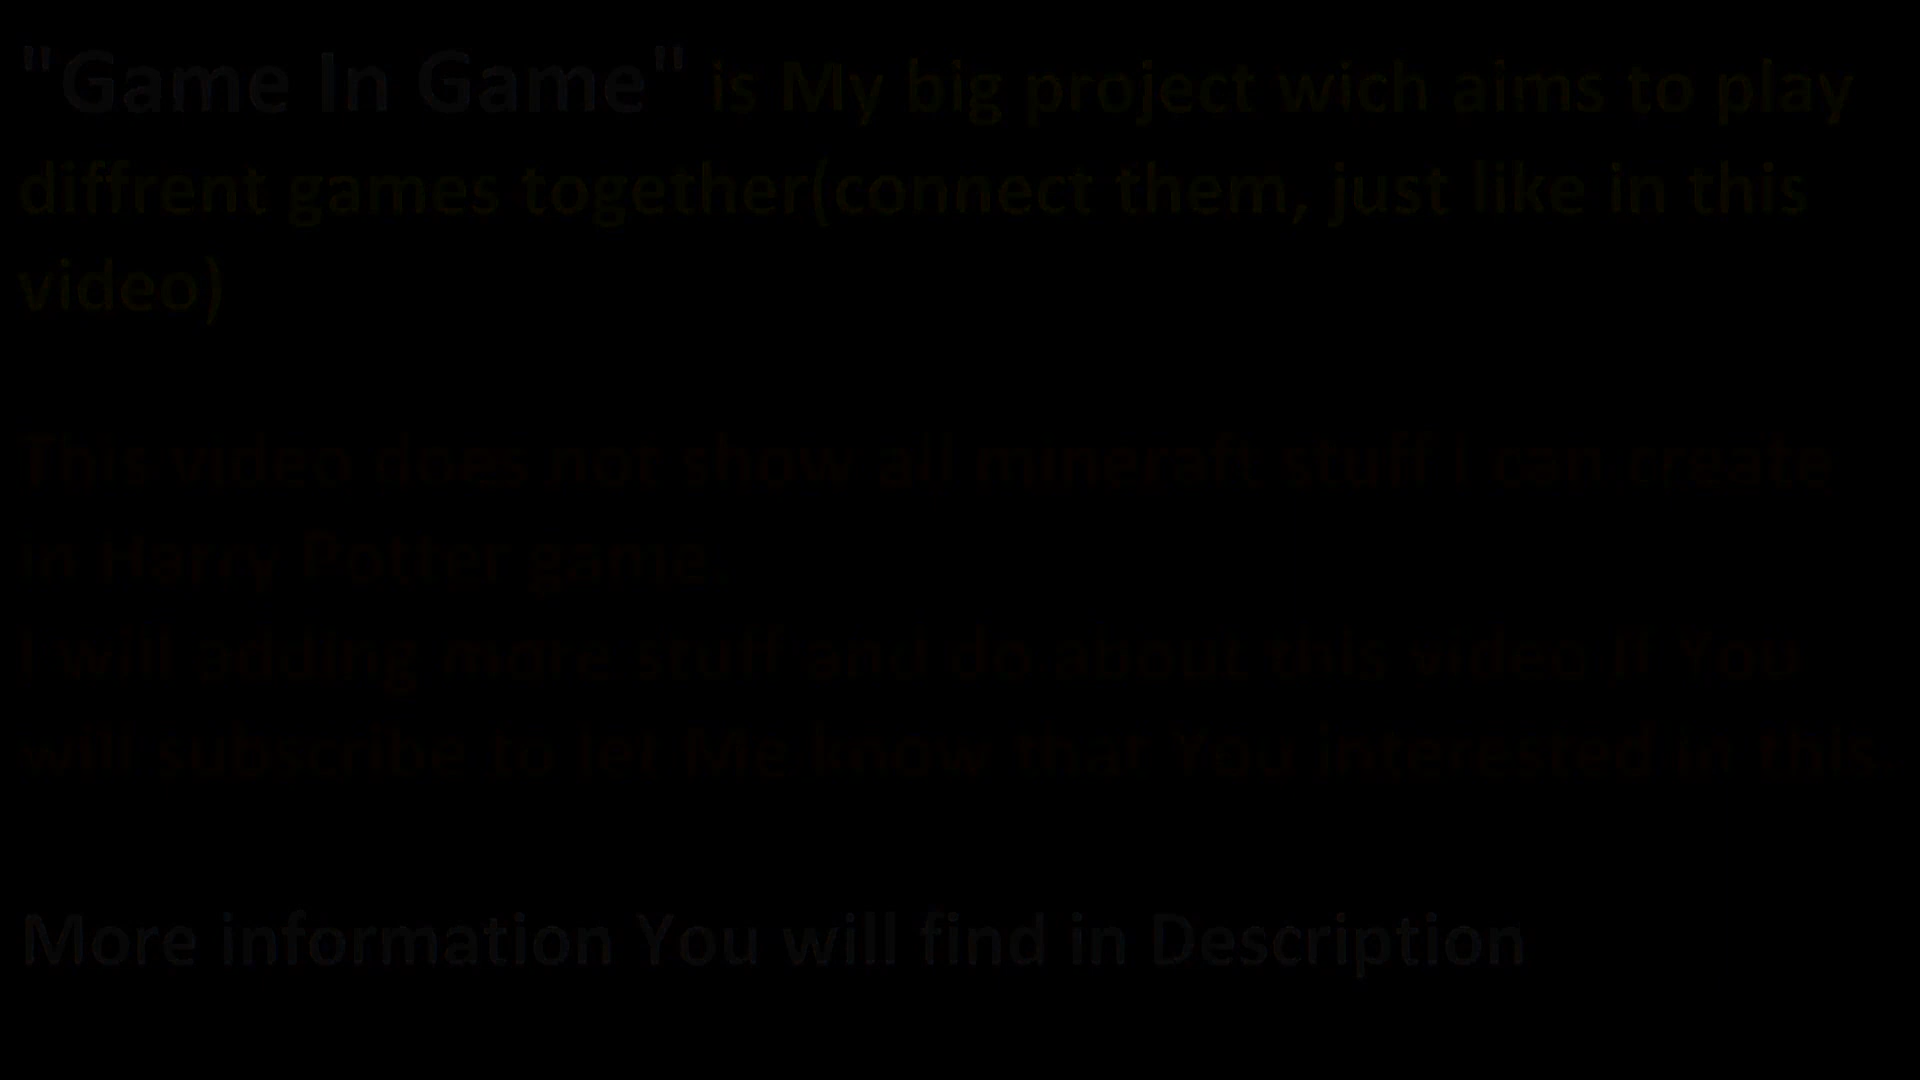 "Game In Game" is My big project wich aims to play
diffrent games together(connect them, just like in this
video)
This video does not show all minecraft stuff I can create
in Harry Potter game.
I will adding more stuff and do about this video If You
will subscribe to let Me know that You interested in this.
More information You will find in Description